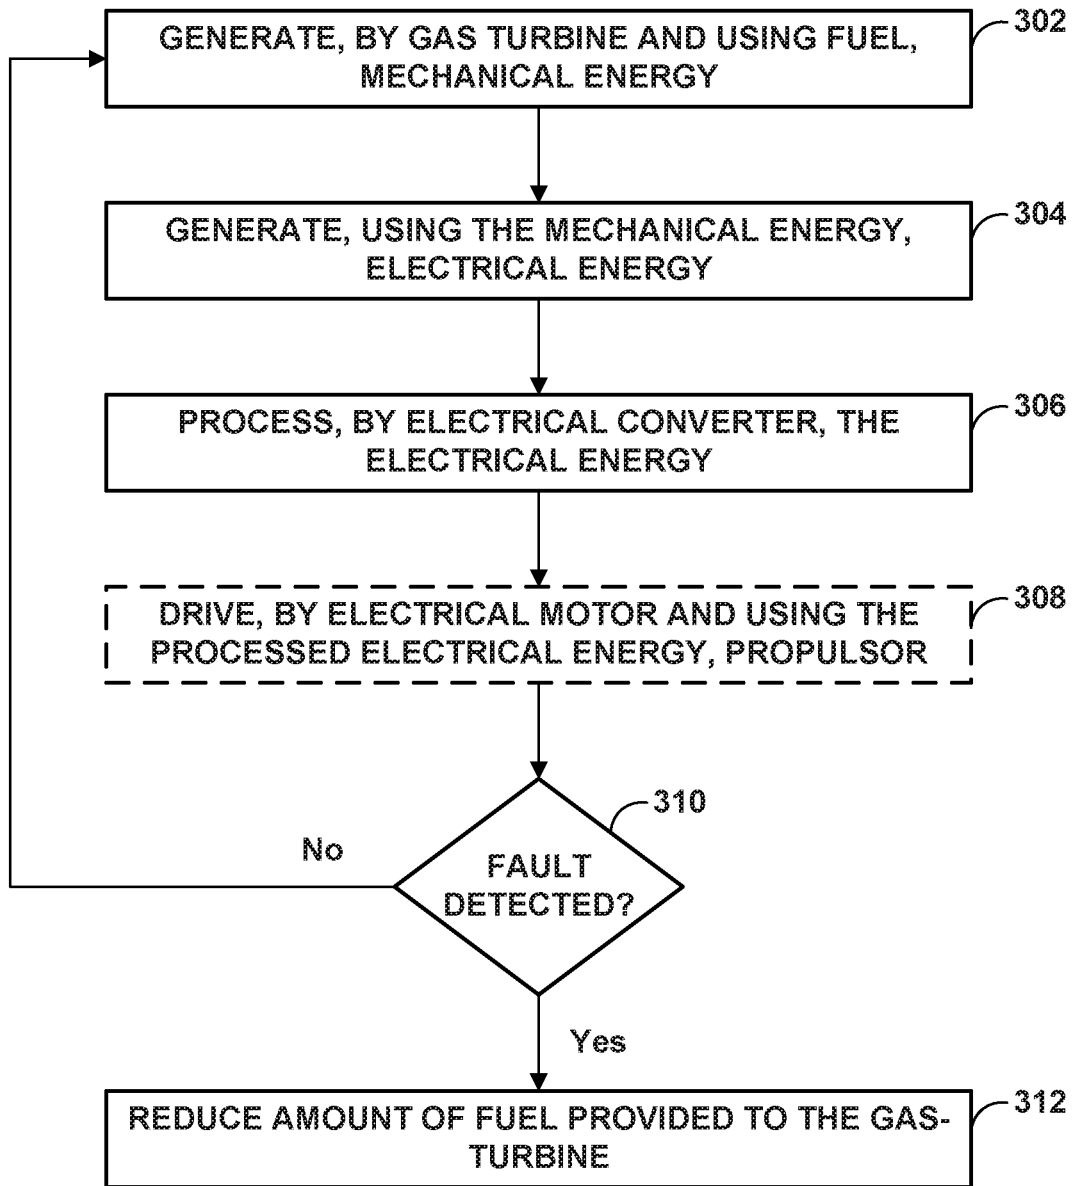 GENERATE, BY GAS TURBINE AND USING FUEL,
MECHANICAL ENERGY
302
GENERATE, USING THE MECHANICAL ENERGY,
ELECTRICAL ENERGY
304
PROCESS, BY ELECTRICAL CONVERTER, THE
ELECTRICAL ENERGY
306
DRIVE, BY ELECTRICAL MOTOR AND USING THE
PROCESSED ELECTRICAL ENERGY, PROPULSOR
308
310
No
FAULT
DETECTED?
Yes
REDUCE AMOUNT OF FUEL PROVIDED TO THE GAS-
TURBINE
312